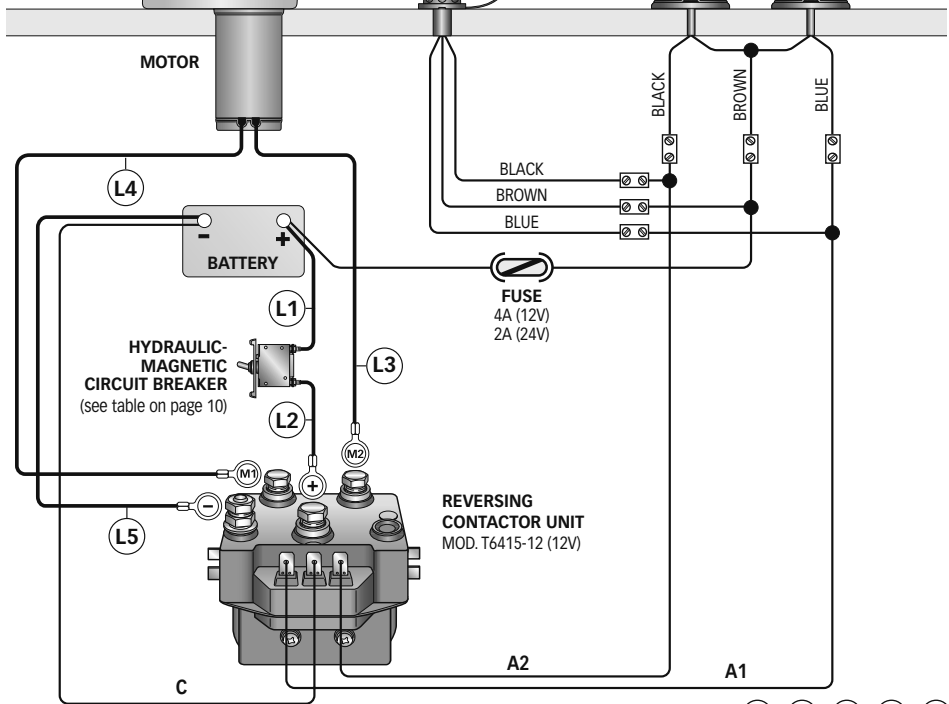 MOTOR
BLACK
BROWN
BLUE
BLACK
BROWN
BLUE
L4
-
+
BATTERY
FUSE
4A (12V)
2A (24V)
L1
HYDRAULIC-
MAGNETIC
CIRCUIT BREAKER
(see table on page 10)
L3
L2
M2
M1
+
−
L5
REVERSING
CONTACTOR UNIT
MOD. T6415-12 (12V)
A2
A1
C